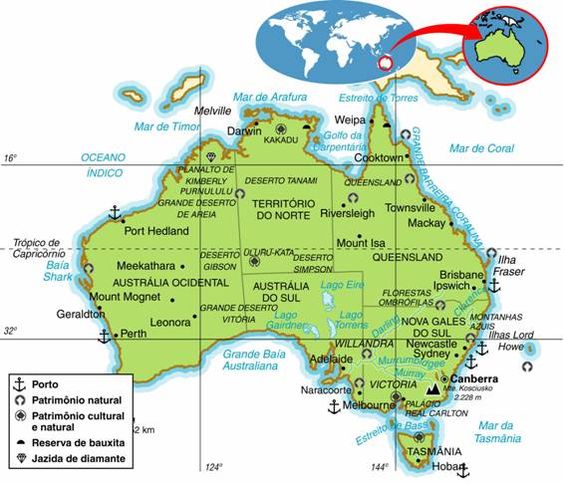 Mar de Arafura
Estreito de Torres
Melville
Weipa
Mar de Timor
Darwin
KAKADU
Golfo da
Carpentária
Mar de Coral
GRANDE BARREIRA CORALINA
OCEANO
ÍNDICO
16°
Cooktown
PLANALTO DE
KIMBERLY
PURNULULU
DESERTO TANAMI
QUEENSLAND
GRANDE DESERTO
DE AREIA
TERRITÓRIO
DO NORTE
Riversleigh
Townsville
Port Hedland
Mackay
Mount Isa
Trópico de
Capricórnio
DESERTO
GIBSON
ULURU-KATA
DESERTO
SIMPSON
QUEENSLAND
Ilha
Fraser
Baía
Shark
Meekatharra
Brisbane
Ipswich
AUSTRÁLIA OCIDENTAL
AUSTRÁLIA
DO SUL
Lago Eire
FLORESTAS
OMBRÓFILAS
Clarence
Mount Mognet
Geraldton
Leonora
GRANDE DESERTO
VITÓRIA
Lago
Gairdner
Lago
Torrens
Darling
NOVA GALES
DO SUL
MONTANHAS
AZUIS
32°
Perth
Ilhas Lord
Howe
WILLANDRA
Newcastle
Sydney
Grande Baía
Australiana
Adelaide
Murrumbidgee
Murray
Canberra
Mte. Kosciusko
2.228 m
Naracoorte
VICTORIA
Melbourne
PALÁCIO
REAL CARLTON
Estreito de Bass
Mar da
Tasmânia
TASMÂNIA
Hobart
Porto
Patrimônio natural
Patrimônio cultural
e natural
Reserva de bauxita
Jazida de diamante
52 km
124°
144°